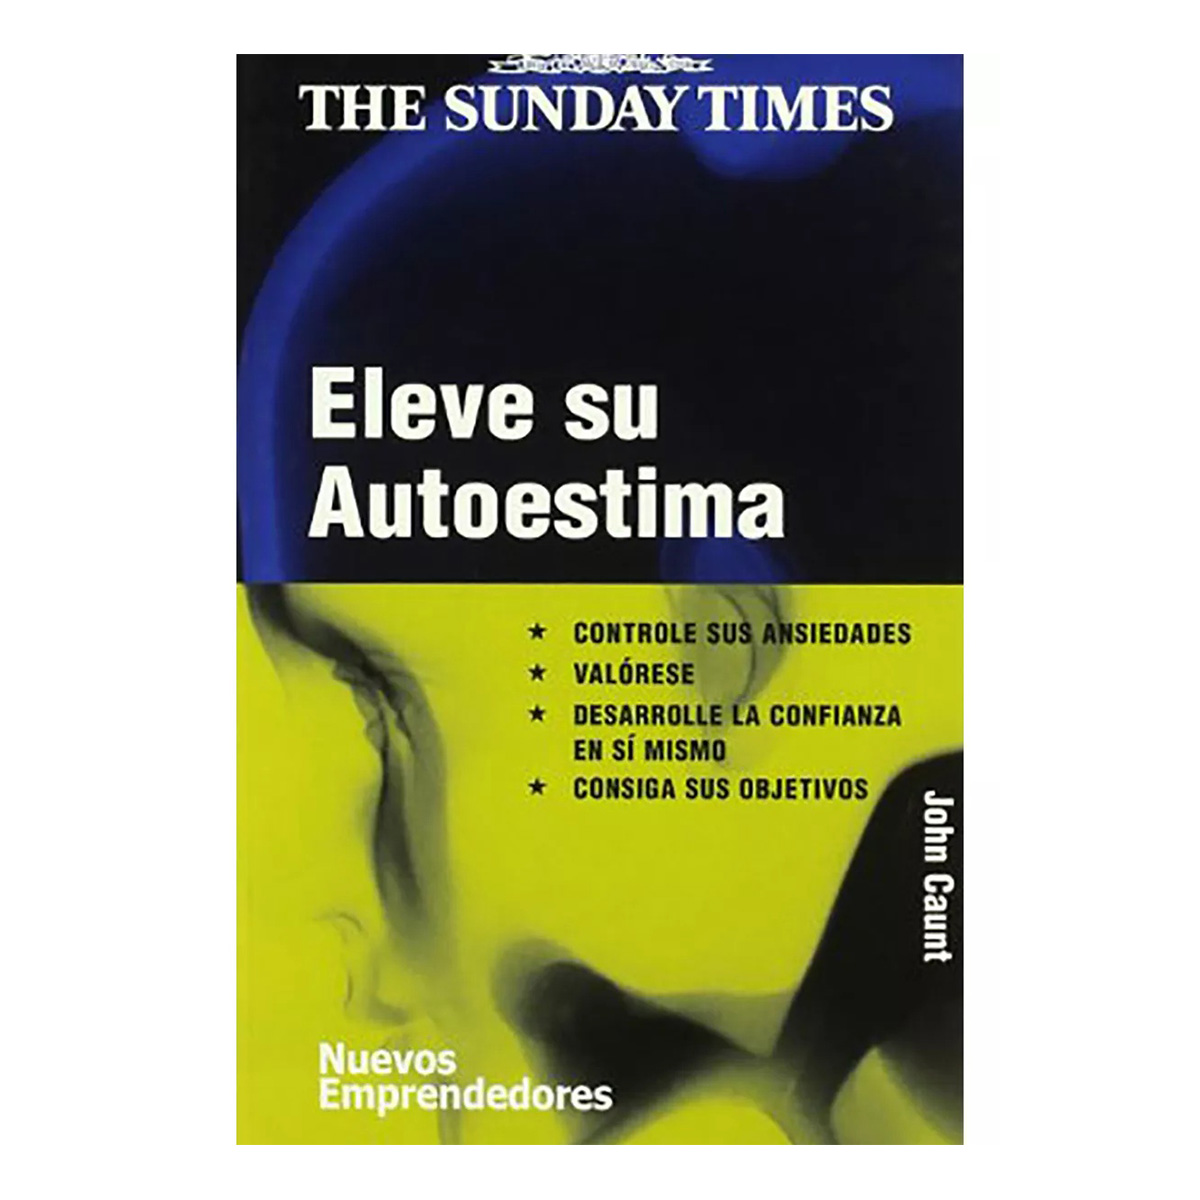 THE SUNDAY TIMES
Eleve su
Autoestima
★ CONTROLE SUS ANSIEDADES
★ VALÓRESE
★ DESARROLLE LA CONFIANZA
EN SÍ MISMO
★ CONSIGA SUS OBJETIVOS
John Caunt
Nuevos
Emprendedores